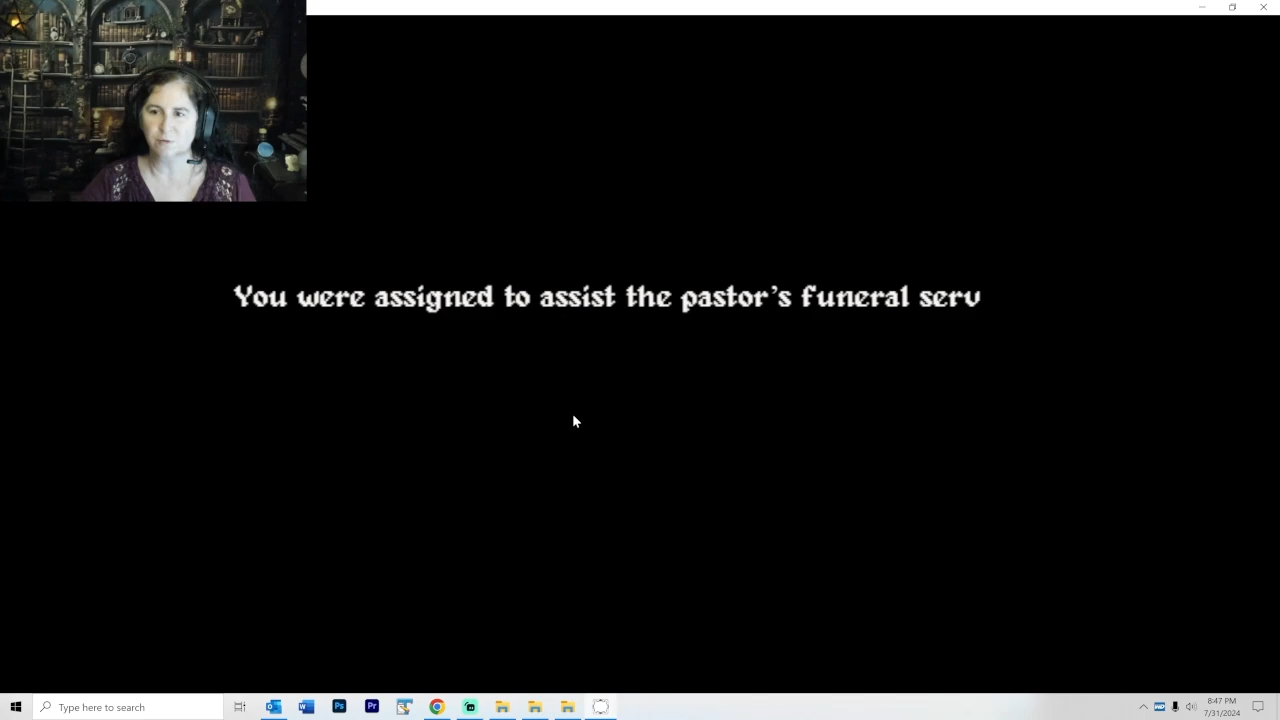 You were assigned to assist the pastor's funeral serv
Type here to search
8:47 PM
7/31/2024